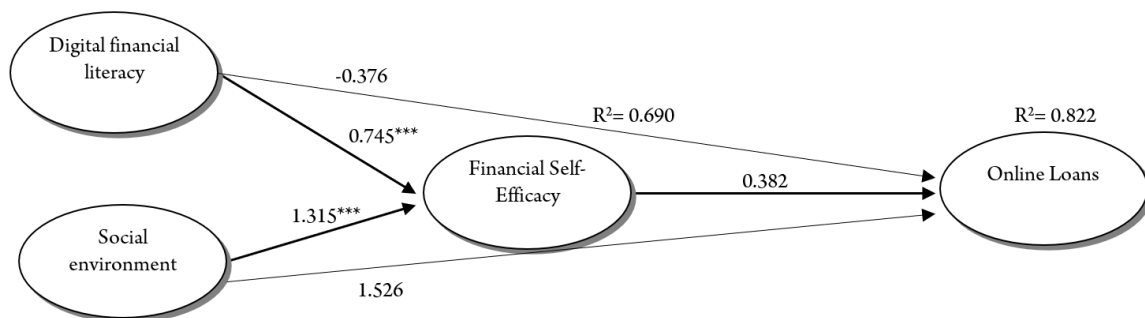 Digital financial
literacy
-0.376
R²= 0.690
R²= 0.822
0.745***
Financial Self-
Efficacy
0.382
Online Loans
1.315***
Social
environment
1.526